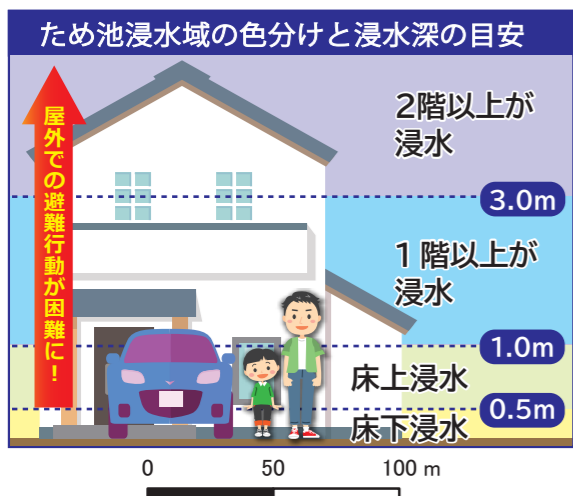 ため池浸水域の色分けと浸水深の目安
屋外での避難行動が困難に！
2階以上が
浸水
3.0m
1階以上が
浸水
1.0m
床上浸水
0.5m
床下浸水
0 50 100 m